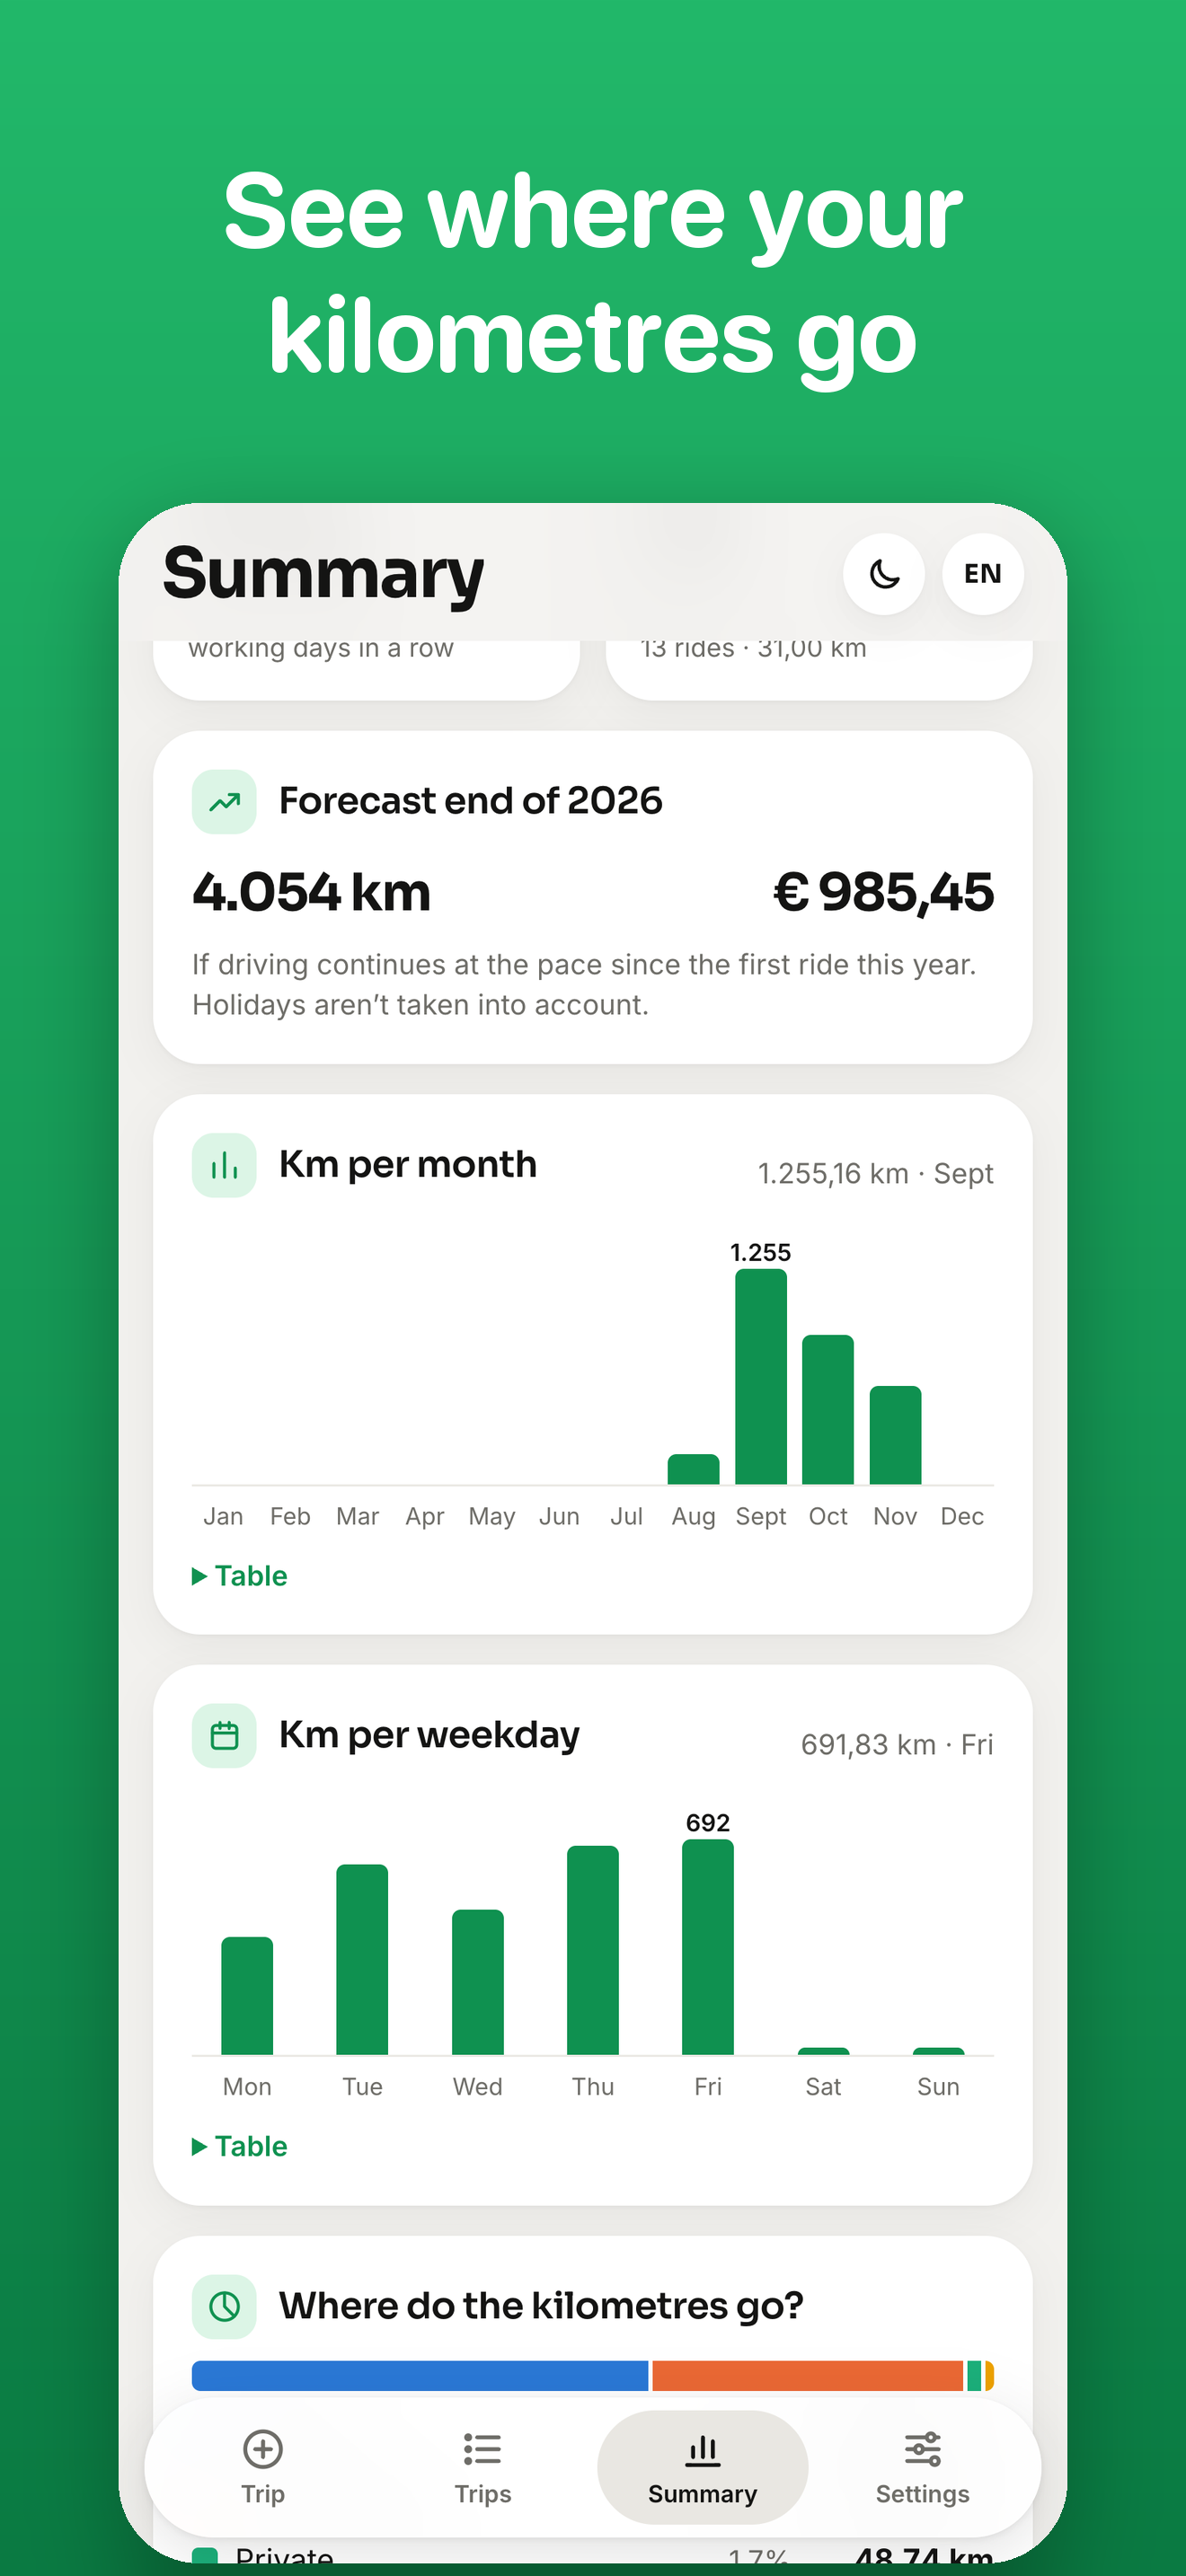 See where your
kilometres go
Summary
EN
working days in a row
13 rides · 31,00 km
Forecast end of 2026
4.054 km
€ 985,45
If driving continues at the pace since the first ride this year.
Holidays aren’t taken into account.
Km per month
1.255,16 km · Sept
1.255
Jan Feb Mar Apr May Jun Jul Aug Sept Oct Nov Dec
Table
Km per weekday
691,83 km · Fri
692
Mon Tue Wed Thu Fri Sat Sun
Table
Where do the kilometres go?
Trip
Trips
Summary
Settings
Private 1,7% 48,74 km